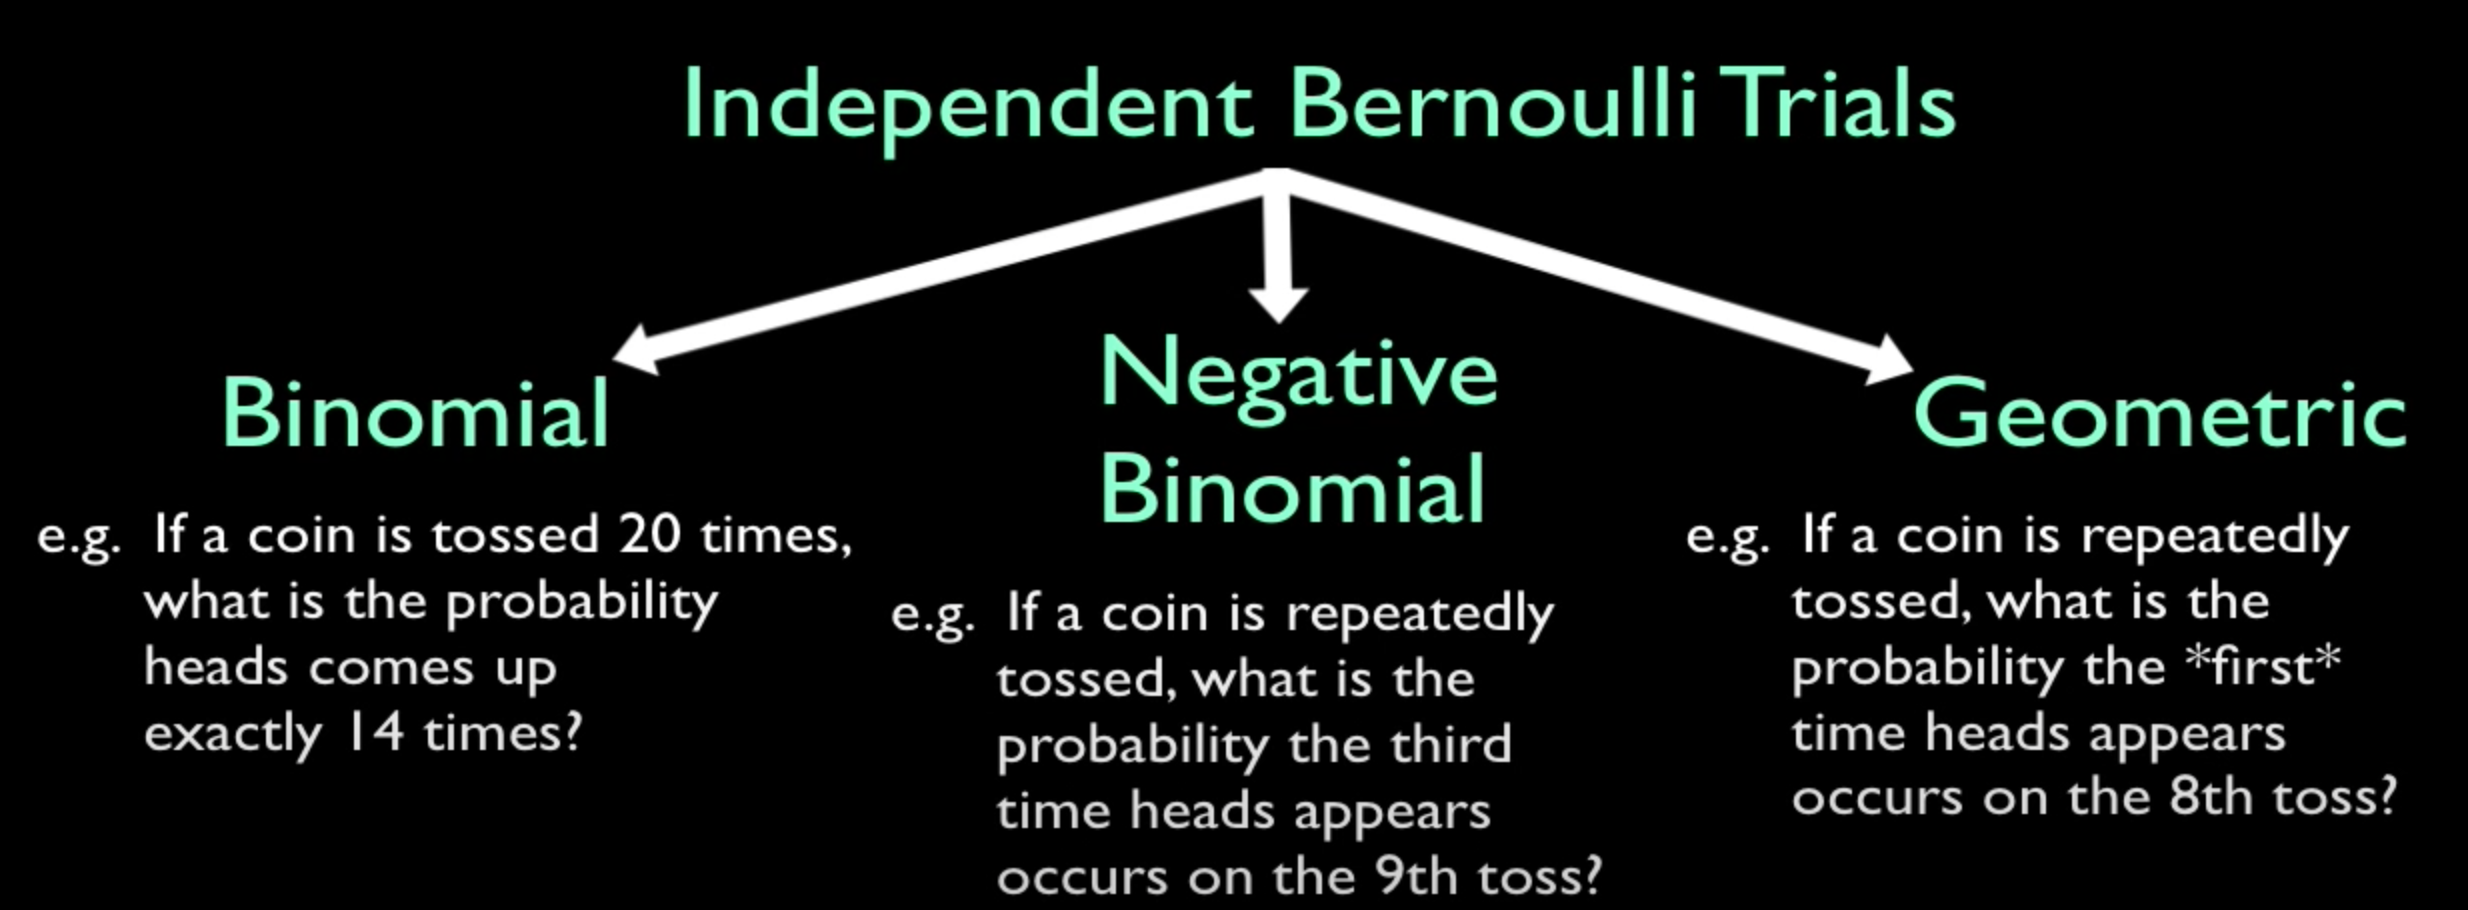 Independent Bernoulli Trials
Binomial
e.g. If a coin is tossed 20 times,
what is the probability
heads comes up
exactly 14 times?
Negative
Binomial
e.g. If a coin is repeatedly
tossed, what is the
probability the third
time heads appears
occurs on the 9th toss?
Geometric
e.g. If a coin is repeatedly
tossed, what is the
probability the *first*
time heads appears
occurs on the 8th toss?